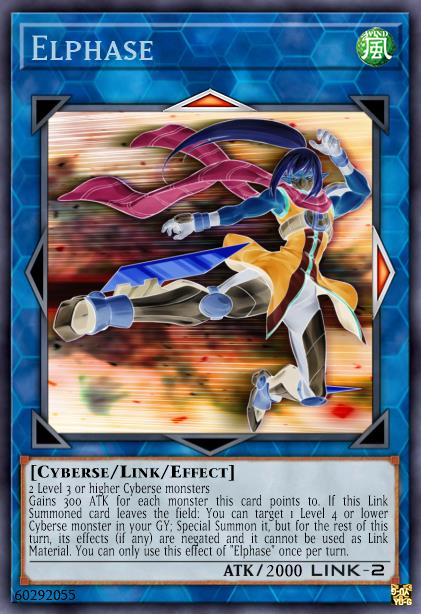 ELPHASE
WIND
風
[CYBERSE/LINK/EFFECT]
2 Level 3 or higher Cyberse monsters
Gains 300 ATK for each monster this card points to. If this Link
Summoned card leaves the field: You can target 1 Level 4 or lower
Cyberse monster in your GY; Special Summon it, but for the rest of this
turn, its effects (if any) are negated and it cannot be used as Link
Material. You can only use this effect of "Elphase" once per turn.
ATK/2000 LINK-2
60292055